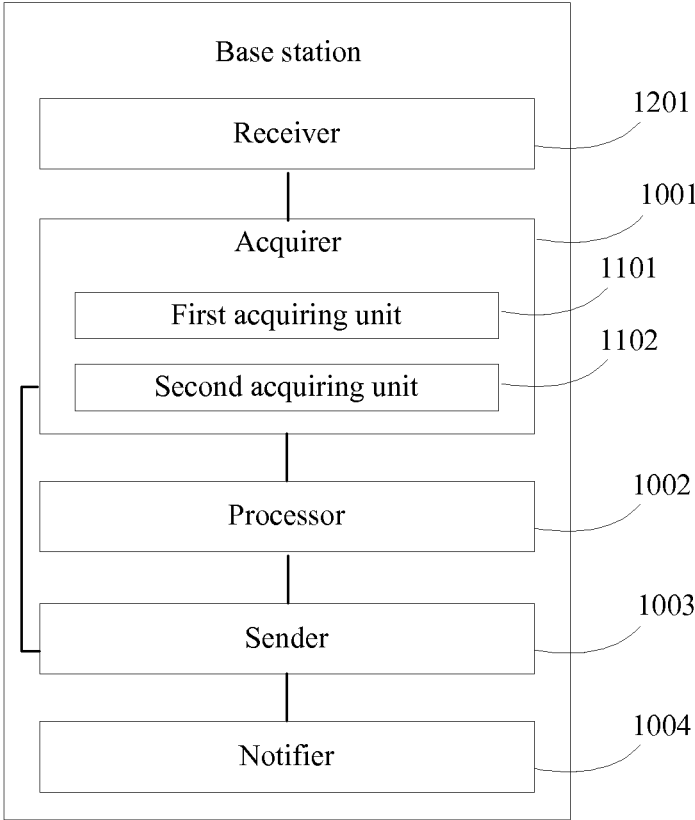 Base station
Receiver
1201
1001
Acquirer
1101
First acquiring unit
1102
Second acquiring unit
1002
Processor
1003
Sender
1004
Notifier